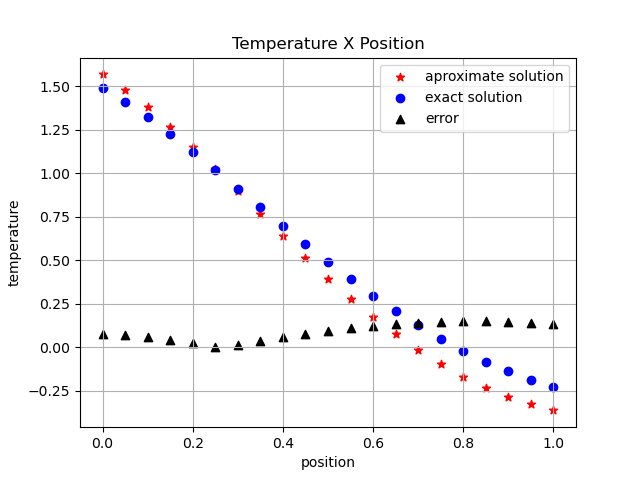 Temperature X Position
aproximate solution
exact solution
error
temperature
1.50
1.25
1.00
0.75
0.50
0.25
0.00
−0.25
0.0 0.2 0.4 0.6 0.8 1.0
position